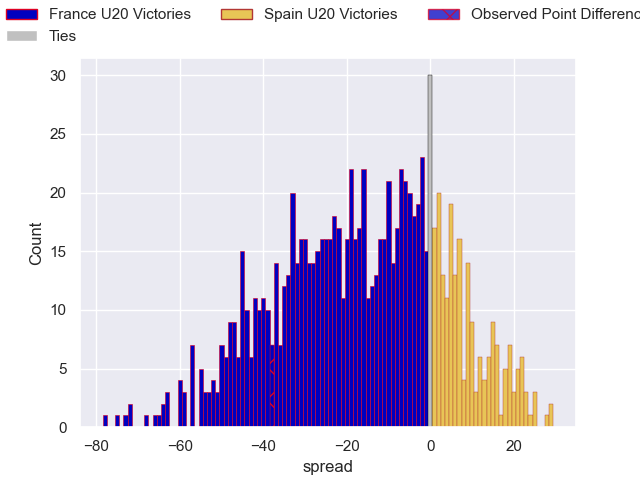 France U20 Victories
Spain U20 Victories
Observed Point Differenc
Ties
30
25
20
15
10
5
0
Count
−80
−60
−40
−20
0
20
spread